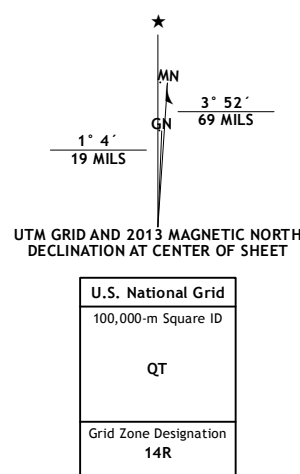 ★
MN
3° 52´
69 MILS
GN
1° 4´
19 MILS
UTM GRID AND 2013 MAGNETIC NORTH
DECLINATION AT CENTER OF SHEET
U.S. National Grid
100,000-m Square ID
QT
Grid Zone Designation
14R